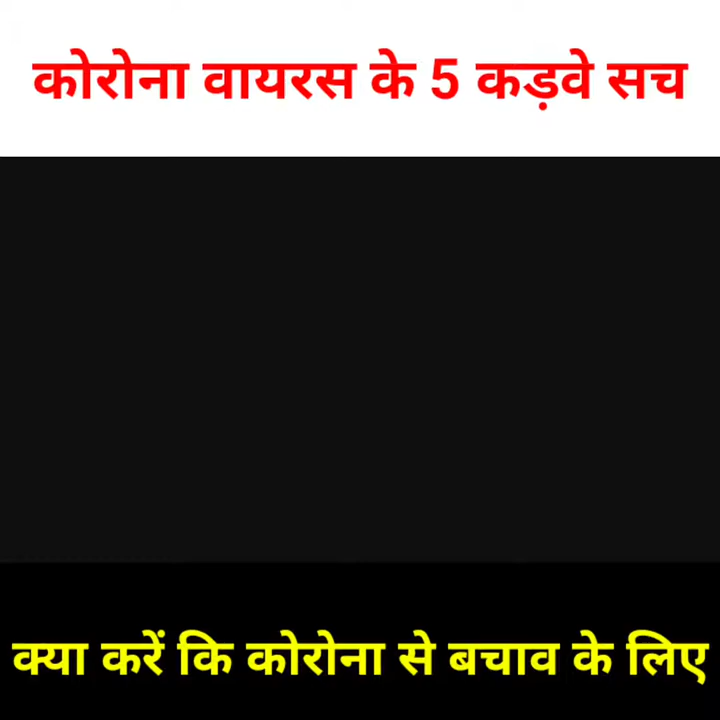 कोरोना वायरस के 5 कड़वे सच
क्या करें कि कोरोना से बचाव के लिए